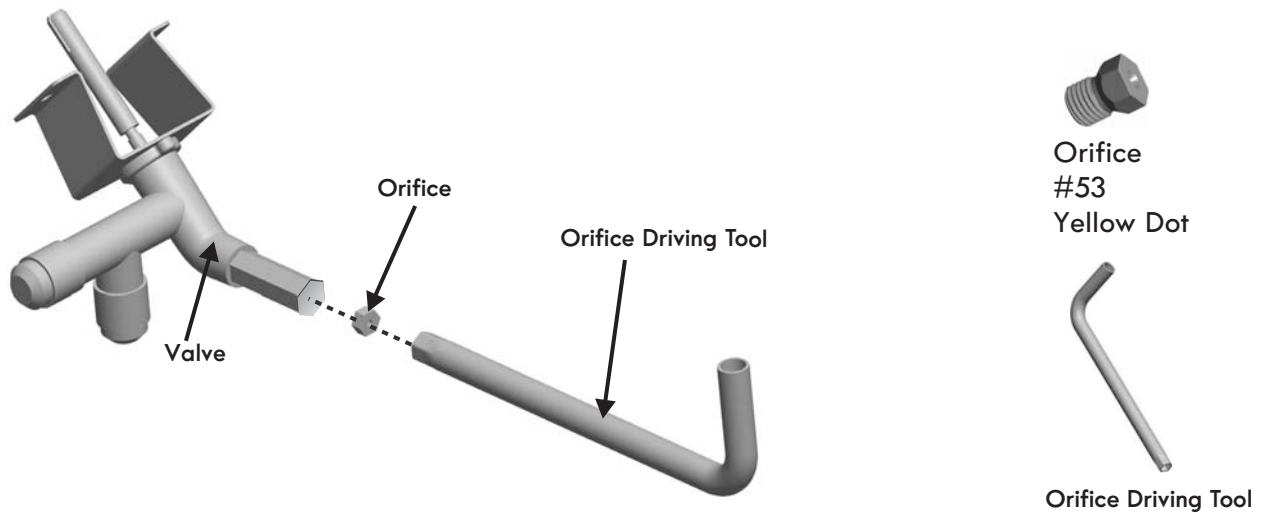 Orifice
Orifice Driving Tool
Valve
Orifice
#53
Yellow Dot
Orifice Driving Tool